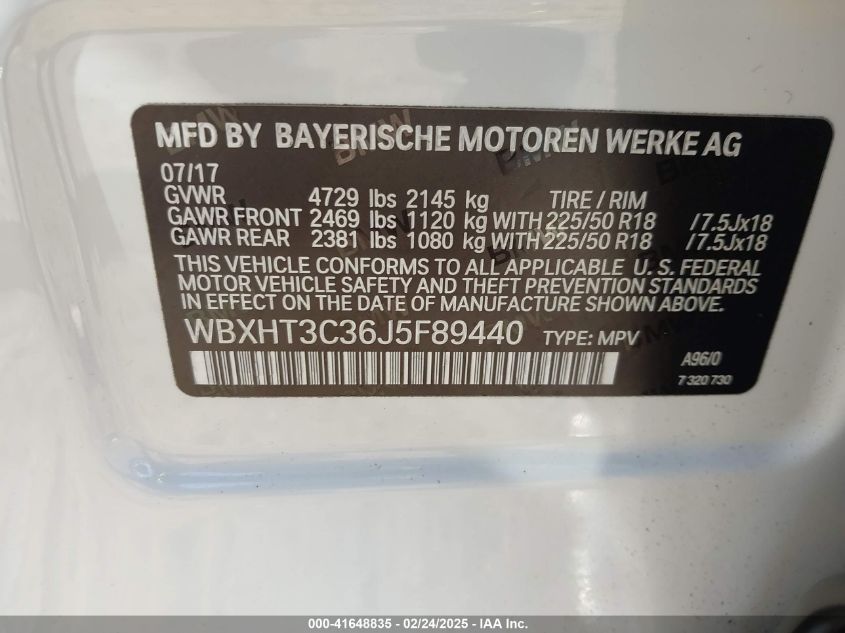 MFD BY BAYERISCHE MOTOREN WERKE AG
07/17
GVWR 4729 lbs 2145 kg TIRE / RIM
GAWR FRONT 2469 lbs 1120 kg WITH 225/50 R18 /7.5Jx18
GAWR REAR 2381 lbs 1080 kg WITH 225/50 R18 /7.5Jx18
THIS VEHICLE CONFORMS TO ALL APPLICABLE U. S. FEDERAL
MOTOR VEHICLE SAFETY AND THEFT PREVENTION STANDARDS
IN EFFECT ON THE DATE OF MANUFACTURE SHOWN ABOVE.
WBXHT3C36J5F89440 TYPE: MPV
A96/0
7 320 730
000-41648835 - 02/24/2025 - IAA Inc.